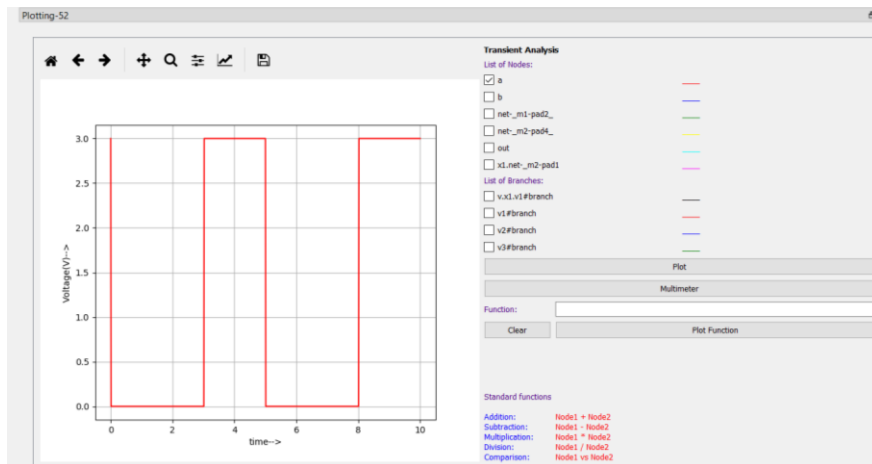 Plotting-52
Transient Analysis
List of Nodes:
a
b
net-_m1-pad2_
net-_m2-pad4_
out
x1.net-_m2-pad1
List of Branches:
v.x1.v1#branch
v1#branch
v2#branch
v3#branch
Plot
Multimeter
Function:
Clear
Plot Function
Standard functions
Addition: Node1 + Node2
Subtraction: Node1 - Node2
Multiplication: Node1 * Node2
Division: Node1 / Node2
Comparison: Node1 vs Node2
Voltage(V)-->
3.0
2.5
2.0
1.5
1.0
0.5
0.0
0 2 4 6 8 10
time-->